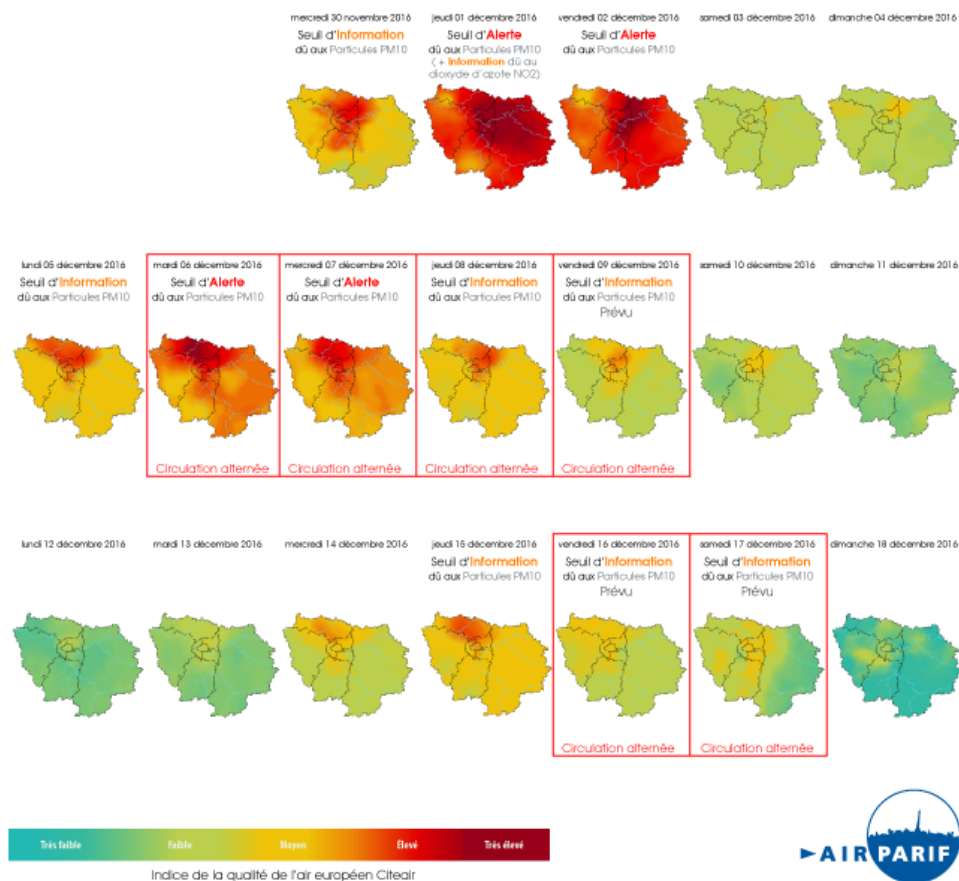 mercredi 30 novembre 2016
Seuil d'Information
dû aux Particules PM10
jeudi 01 décembre 2016
Seuil d'Alerte
dû aux Particules PM10
( + Information dû au
dioxyde d'azote NO2)
vendredi 02 décembre 2016
Seuil d'Alerte
dû aux Particules PM10
samedi 03 décembre 2016
dimanche 04 décembre 2016
lundi 05 décembre 2016
Seuil d'Information
dû aux Particules PM10
mardi 06 décembre 2016
Seuil d'Alerte
dû aux Particules PM10
Circulation alternée
mercredi 07 décembre 2016
Seuil d'Alerte
dû aux Particules PM10
Circulation alternée
jeudi 08 décembre 2016
Seuil d'Information
dû aux Particules PM10
Circulation alternée
vendredi 09 décembre 2016
Seuil d'Information
dû aux Particules PM10
Prévu
Circulation alternée
samedi 10 décembre 2016
dimanche 11 décembre 2016
lundi 12 décembre 2016
mardi 13 décembre 2016
mercredi 14 décembre 2016
jeudi 15 décembre 2016
Seuil d'Information
dû aux Particules PM10
vendredi 16 décembre 2016
Seuil d'Information
dû aux Particules PM10
Prévu
Circulation alternée
samedi 17 décembre 2016
Seuil d'Information
dû aux Particules PM10
Prévu
Circulation alternée
dimanche 18 décembre 2016
Très faible
Faible
Moyen
Élevé
Très élevé
Indice de la qualité de l'air européen Citeair
AIRPARIF